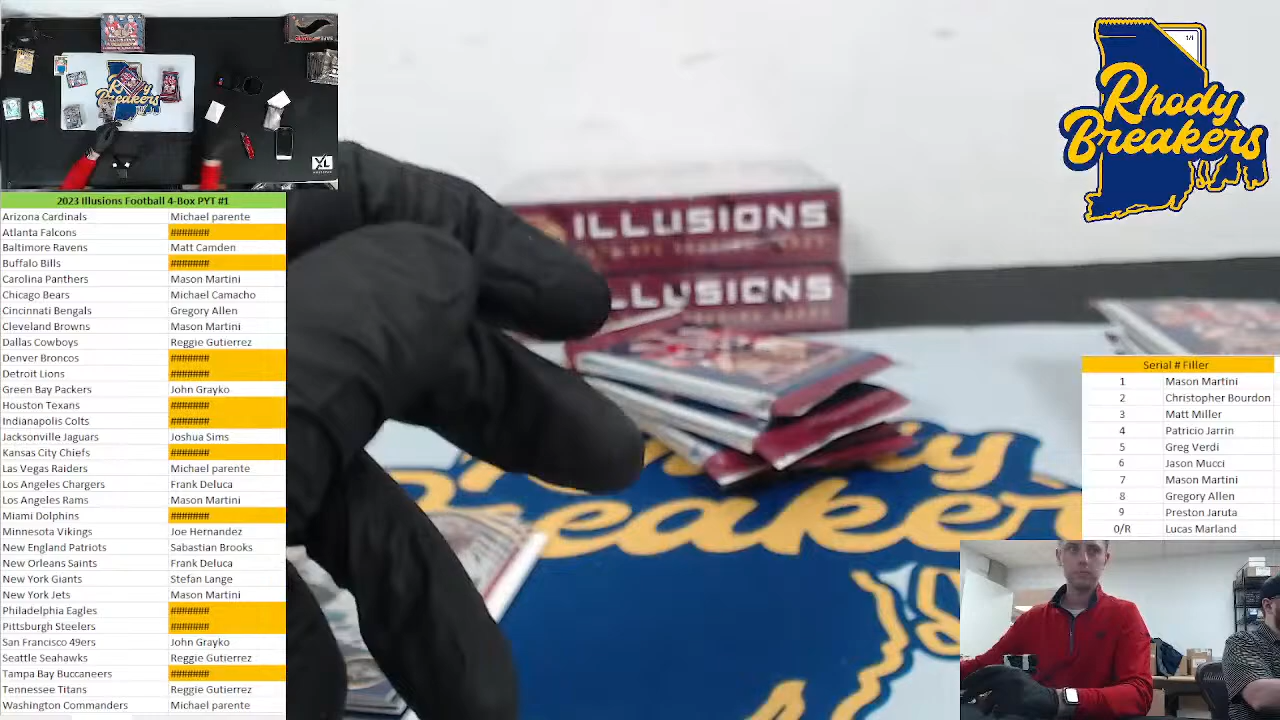 2023 Illusions Football 4-Box PYT #1
Arizona Cardinals Michael parente
Atlanta Falcons #######
Baltimore Ravens Matt Camden
Buffalo Bills #######
Carolina Panthers Mason Martini
Chicago Bears Michael Camacho
Cincinnati Bengals Gregory Allen
Cleveland Browns Mason Martini
Dallas Cowboys Reggie Gutierrez
Denver Broncos #######
Detroit Lions #######
Green Bay Packers John Grayko
Houston Texans #######
Indianapolis Colts #######
Jacksonville Jaguars Joshua Sims
Kansas City Chiefs #######
Las Vegas Raiders Michael parente
Los Angeles Chargers Frank Deluca
Los Angeles Rams Mason Martini
Miami Dolphins #######
Minnesota Vikings Joe Hernandez
New England Patriots Sabastian Brooks
New Orleans Saints Frank Deluca
New York Giants Stefan Lange
New York Jets Mason Martini
Philadelphia Eagles #######
Pittsburgh Steelers #######
San Francisco 49ers John Grayko
Seattle Seahawks Reggie Gutierrez
Tampa Bay Buccaneers #######
Tennessee Titans Reggie Gutierrez
Washington Commanders Michael parente
ILLUSIONS
ILLUSIONS
ILLUSIONS
Rhody
Breakers
XL
1/1
Rhody
Breakers
Serial # Filler
1 Mason Martini
2 Christopher Bourdon
3 Matt Miller
4 Patricio Jarrin
5 Greg Verdi
6 Jason Mucci
7 Mason Martini
8 Gregory Allen
9 Preston Jaruta
0/R Lucas Marland